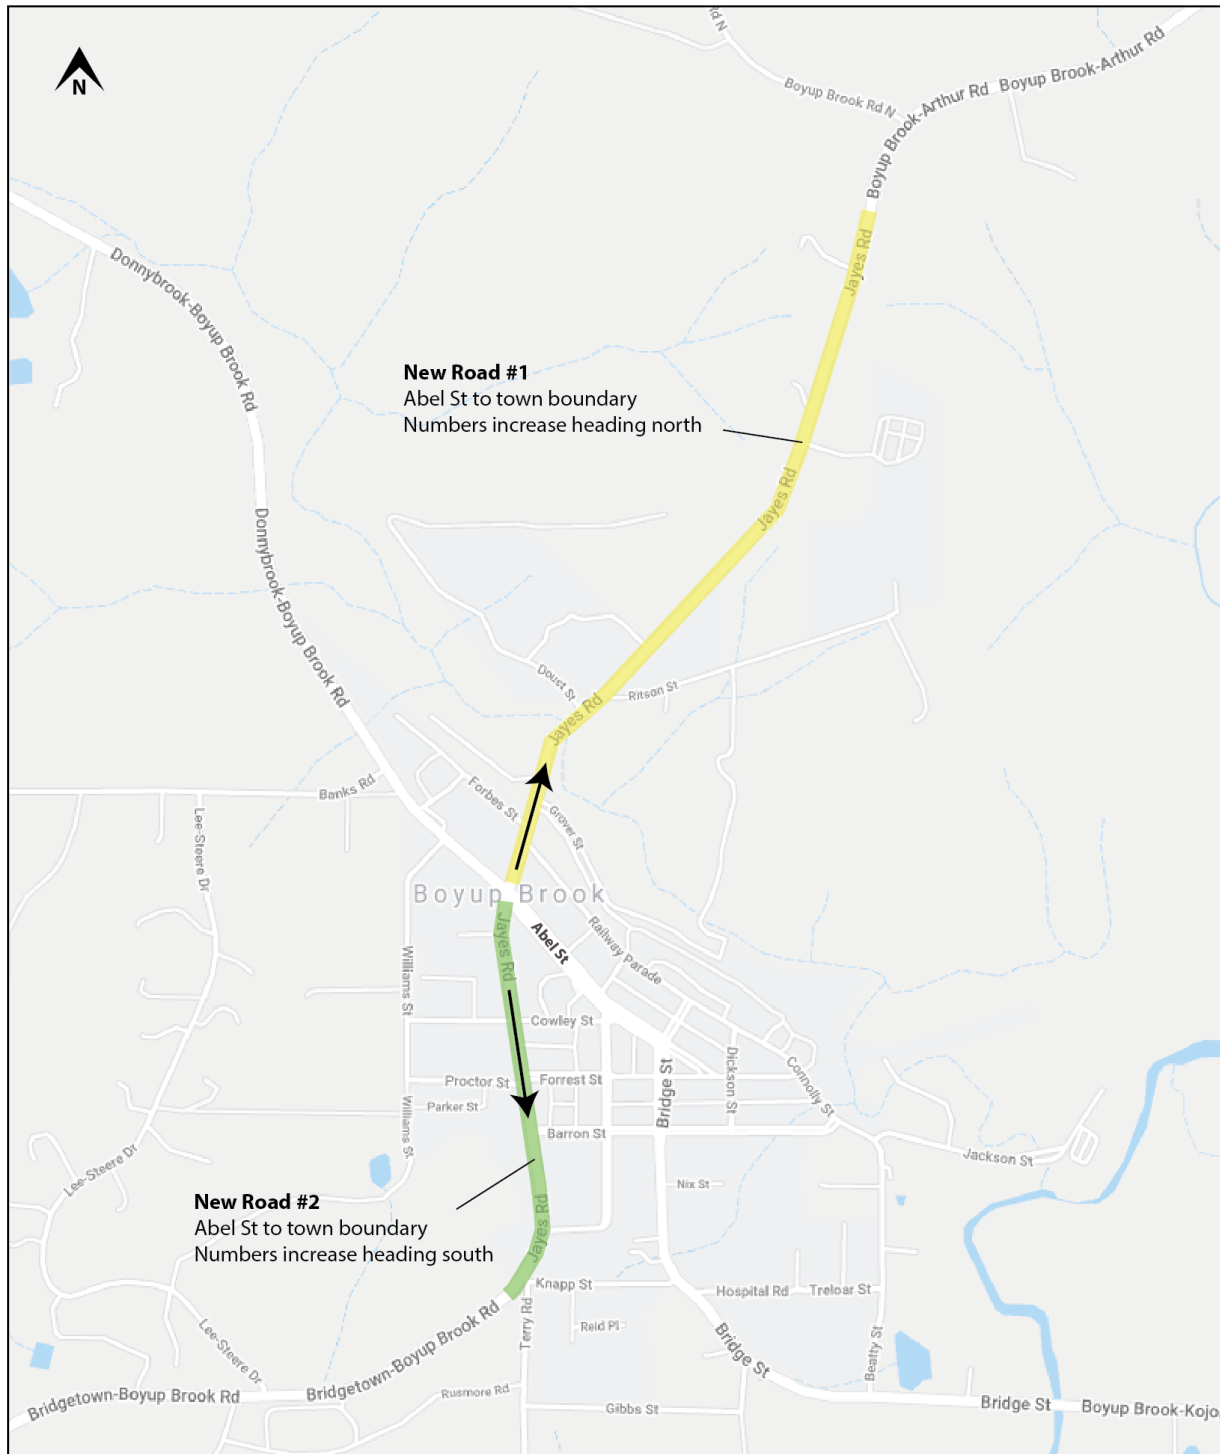 Rd N
Boyup Brook-Arthur Rd
Boyup Brook Rd N
Boyup Brook-Arthur Rd
N
Donnybrook-Boyup Brook Rd
Jayes Rd
New Road #1
Abel St to town boundary
Numbers increase heading north
Jayes Rd
Donnybrook-Boyup Brook Rd
Doust St
Ritson St
Jayes Rd
Banks Rd
Forbes St
Grover St
Lee-Steere Dr
Boyup Brook
Jayes Rd
Abel St
Railway Parade
Williams St
Cowley St
Dickson St
Connolly St
Bridge St
Proctor St
Forrest St
Parker St
Williams St
Barron St
Jackson St
Lee-Steere Dr
Nix St
New Road #2
Abel St to town boundary
Numbers increase heading south
Jayes Rd
Knapp St
Hospital Rd
Treloar St
Terry Rd
Reid Pl
Bridge St
Beatty St
Lee-Steere Dr
Bridgetown-Boyup Brook Rd
Bridgetown-Boyup Brook Rd
Rusmore Rd
Gibbs St
Bridge St
Boyup Brook-Kojo